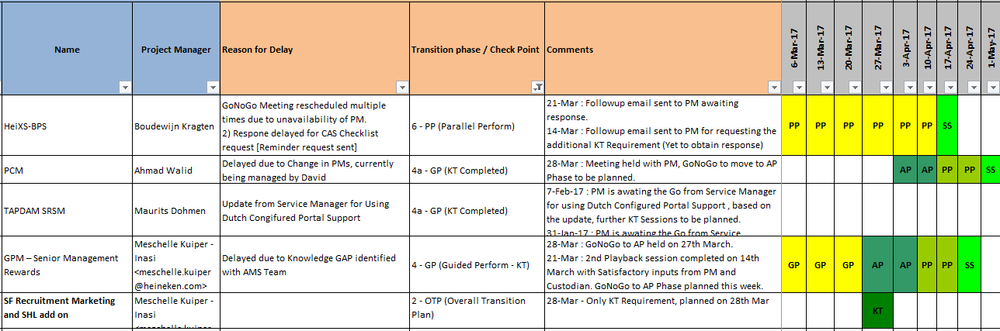 Name Project Manager Reason for Delay Transition phase / Check Point Comments 6-Mar-17 13-Mar-17 20-Mar-17 27-Mar-17 3-Apr-17 10-Apr-17 17-Apr-17 24-Apr-17 1-May-17
HeiXS-BPS
Boudewijn Kragten
GoNoGo Meeting rescheduled multiple
times due to unavailability of PM.
2) Respone delayed for CAS Checklist
request [Reminder request sent]
6 - PP (Parallel Perform)
21-Mar : Followup email sent to PM awaiting
response.
14-Mar : Followup email sent to PM for requesting the
additional KT Requirement (Yet to obtain response)
PP PP PP PP PP PP SS
PCM
Ahmad Walid
Delayed due to Change in PMs, currently
being managed by David
4a - GP (KT Completed)
28-Mar : Meeting held with PM, GoNoGo to move to AP
Phase to be planned.
AP AP PP PP SS
TAPDAM SRSM
Maurits Dohmen
Update from Service Manager for Using
Dutch Congifured Portal Support
4a - GP (KT Completed)
7-Feb-17 : PM is awating the Go from Service Manager
for using Dutch Configured Portal Support , based on
the update, further KT Sessions to be planned.
31-Jan-17 : PM is awating the Go from Service
GPM – Senior Management
Rewards
Meschelle Kuiper -
Inasi
<meschelle.kuiper
@heineken.com>
Delayed due to Knowledge GAP identified
with AMS Team
4 - GP (Guided Perform - KT)
28-Mar : GoNoGo to AP held on 27th March.
21-Mar : 2nd Playback session completed on 14th
March with Satisfactory inputs from PM and
Custodian. GoNoGo to AP Phase planned this week.
GP GP GP AP AP PP PP SS
SF Recruitment Marketing
and SHL add on
Meschelle Kuiper -
Inasi
<meschelle.kuiper
2 - OTP (Overall Transition
Plan)
28-Mar - Only KT Requirement, planned on 28th Mar
KT